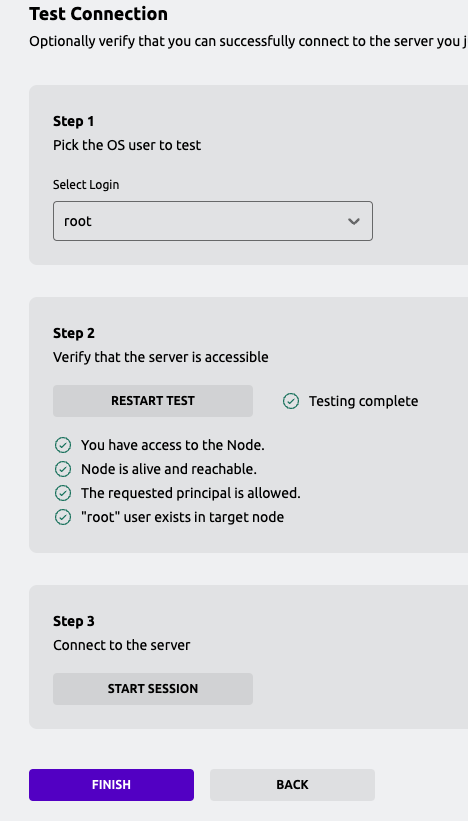 Test Connection
Optionally verify that you can successfully connect to the server you j
Step 1
Pick the OS user to test
Select Login
root
Step 2
Verify that the server is accessible
RESTART TEST
Testing complete
You have access to the Node.
Node is alive and reachable.
The requested principal is allowed.
"root" user exists in target node
Step 3
Connect to the server
START SESSION
FINISH
BACK